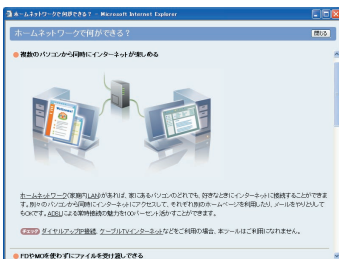 ホームネットワークで何ができる？ - Microsoft Internet Explorer
ホームネットワークで何ができる？
閉じる
複数のパソコンから同時にインターネットが楽しめる
ホームネットワーク(家庭内LAN)があれば、家にあるパソコンのどれでも、好きなときにインターネットに接続することができま
す。別々のパソコンから同時にインターネットにアクセスして、それぞれ別のホームページを利用したり、メールをやりとりして
もOKです。ADSLによる常時接続の魅力を100パーセント活かすことができます。
チェック ダイヤルアップIP接続、ケーブルTVインターネットなどをご利用の場合、本ツールはご利用になれません。
FDやMOを使わずにファイルを受け渡しできる